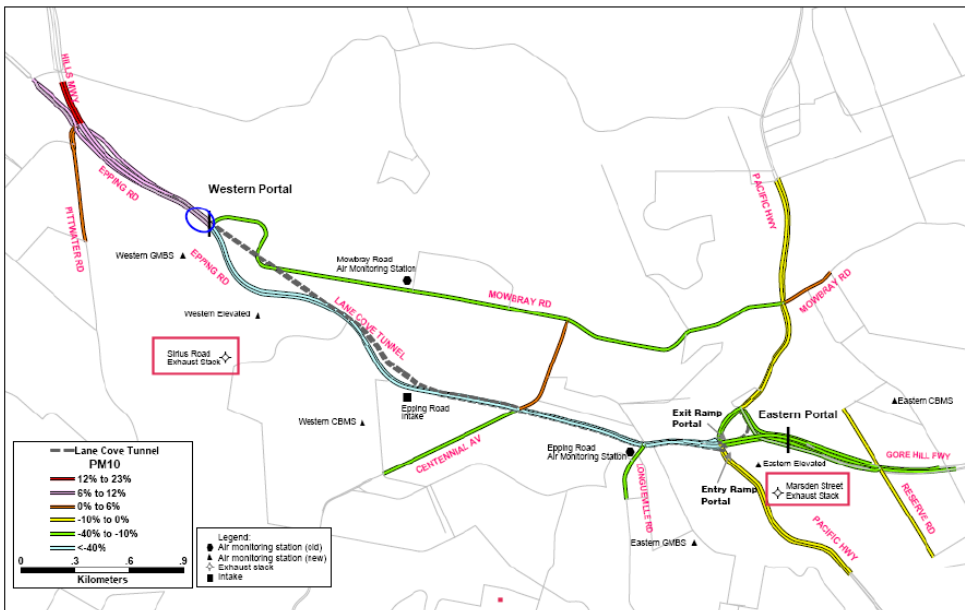 HILLS MWY
EPPING RD
PITTWATER RD
Western Portal
Western GMBS
EPPING RD
Mowbray Road
Air Monitoring Station
PACIFIC HWY
MOWBRAY RD
MOWBRAY RD
Western Elevated
LANE COVE TUNNEL
Sirius Road
Exhaust Stack
Epping Road
Intake
Western CBMS
CENTENNIAL AV
Exit Ramp
Portal
Eastern Portal
Eastern CBMS
Epping Road
Air Monitoring Station
GORE HILL FWY
Eastern Elevated
LONGUEVILLE RD
Entry Ramp
Portal
Marsden Street
Exhaust Stack
RESERVE RD
PACIFIC HWY
Eastern GMBS
Lane Cove Tunnel
PM10
12% to 23%
6% to 12%
0% to 6%
-10% to 0%
-40% to -10%
<-40%
0 .3 .6 .9
Kilometers
Legend:
Air monitoring station (old)
Air monitoring station (new)
Exhaust stack
Intake